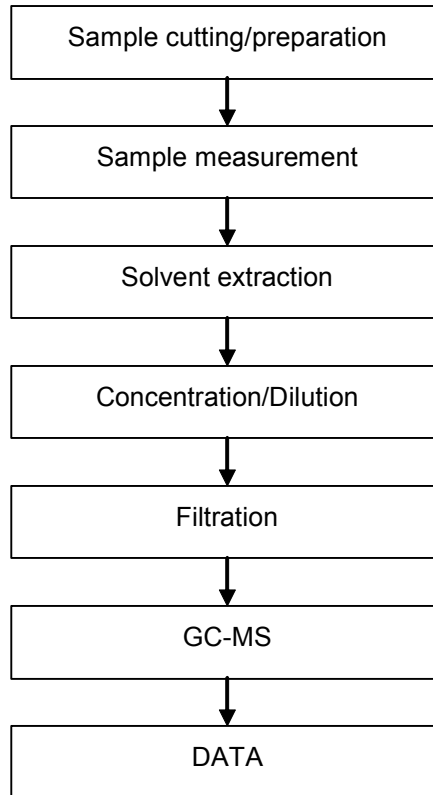 Sample cutting/preparation
Sample measurement
Solvent extraction
Concentration/Dilution
Filtration
GC-MS
DATA